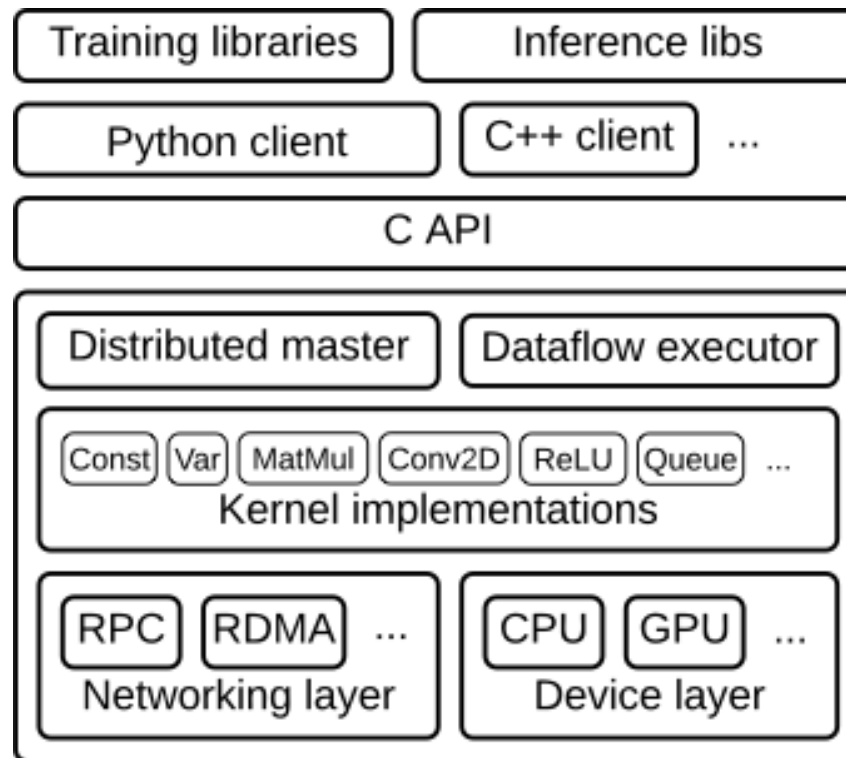 Training libraries Inference libs
Python client C++ client ...
C API
Distributed master Dataflow executor
Const Var MatMul Conv2D ReLU Queue ...
Kernel implementations
RPC RDMA ... CPU GPU ...
Networking layer Device layer